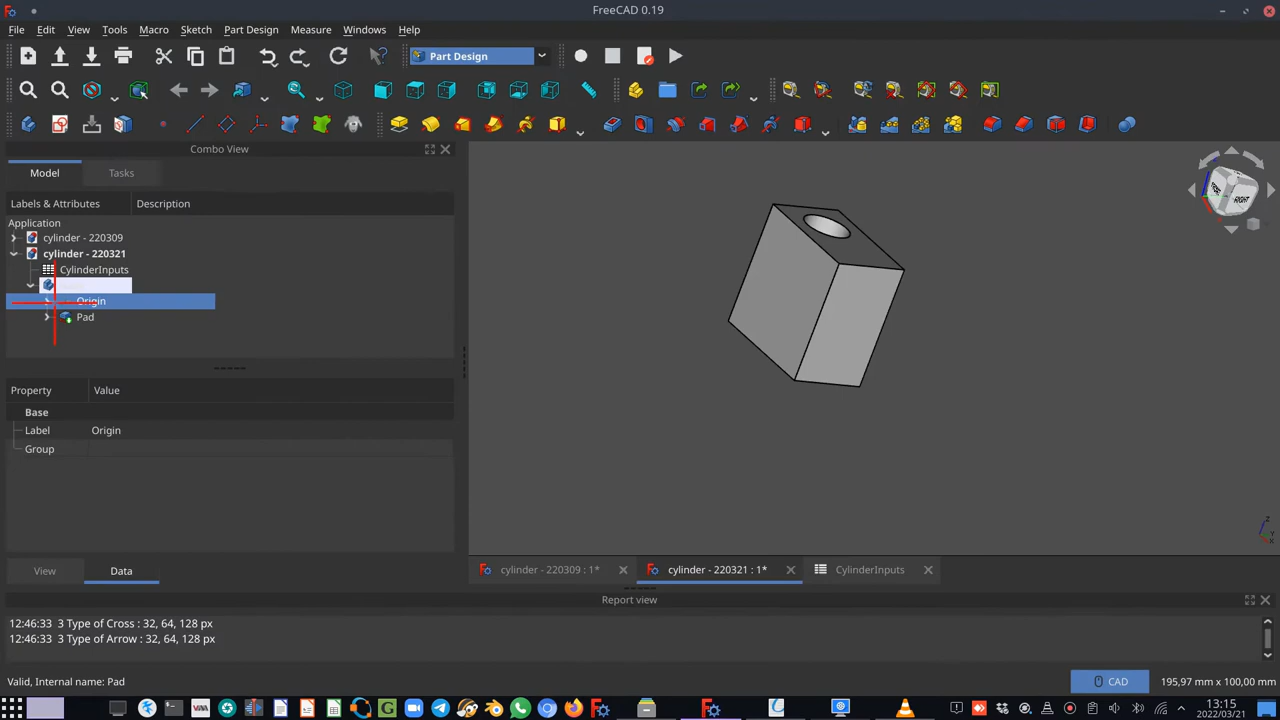 FreeCAD 0.19
File Edit View Tools Macro Sketch Part Design Measure Windows Help
Part Design
Combo View
Model Tasks
Labels & Attributes Description
Application
cylinder - 220309
cylinder - 220321
CylinderInputs
Origin
Pad
Property Value
Base
Label Origin
Group
View Data
RIGHT
cylinder - 220309 : 1*
cylinder - 220321 : 1*
CylinderInputs
Report view
12:46:33 3 Type of Cross : 32, 64, 128 px
12:46:33 3 Type of Arrow : 32, 64, 128 px
Valid, Internal name: Pad
CAD
195,97 mm x 100,00 mm
13:15
2022/03/21